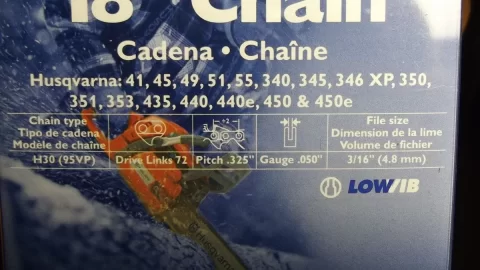 18" Chain
Cadena • Chaîne
Husqvarna: 41, 45, 49, 51, 55, 340, 345, 346 XP, 350,
351, 353, 435, 440, 440e, 450 & 450e
Chain type
Tipo de cadena
Modèle de chaîne
File size
Dimension de la lime
Volume de fichier
H30 (95VP)
Drive Links 72
Pitch .325"
Gauge .050"
3/16" (4.8 mm)
LOW/IB